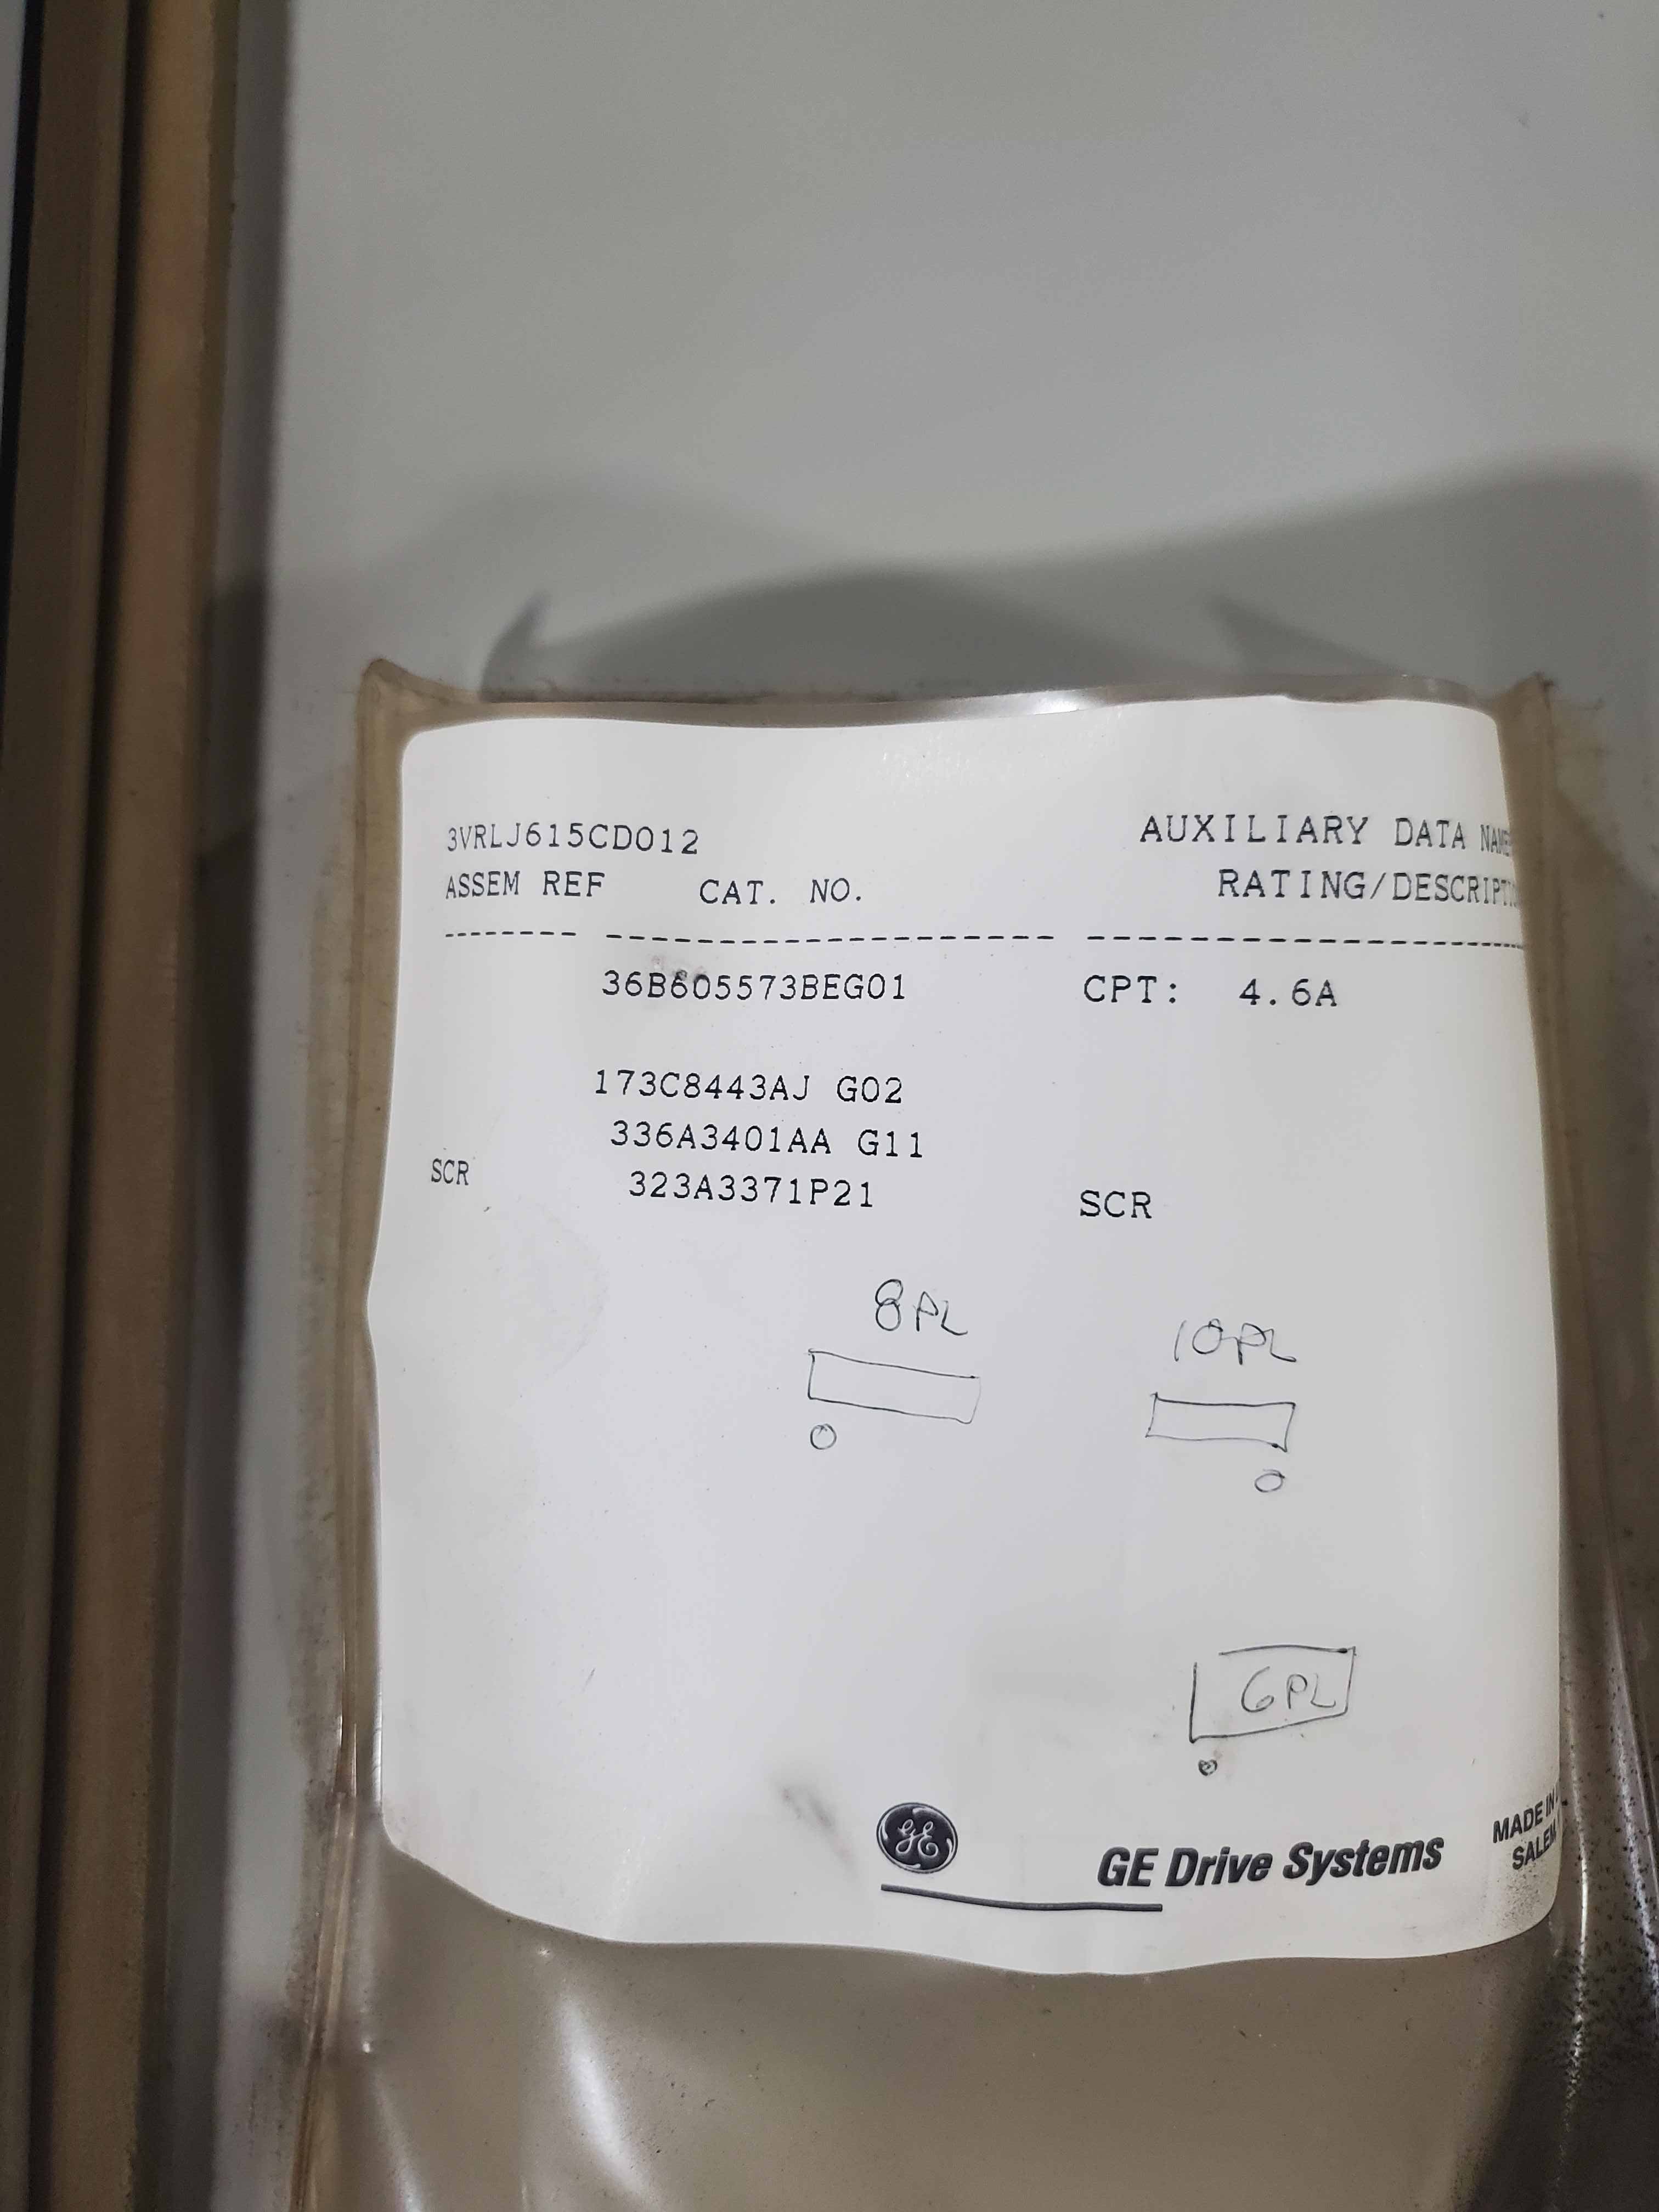 3VRLJ615CD012
AUXILIARY DATA
ASSEM REF CAT. NO. RATING/DESCRIPTI
-------- ------------------- -------------------
36B605573BEG01 CPT: 4.6A
173C8443AJ G02
336A3401AA G11
SCR 323A3371P21 SCR
8PL
10PL
6PL
GE
GE Drive Systems
MADE IN
SALEM